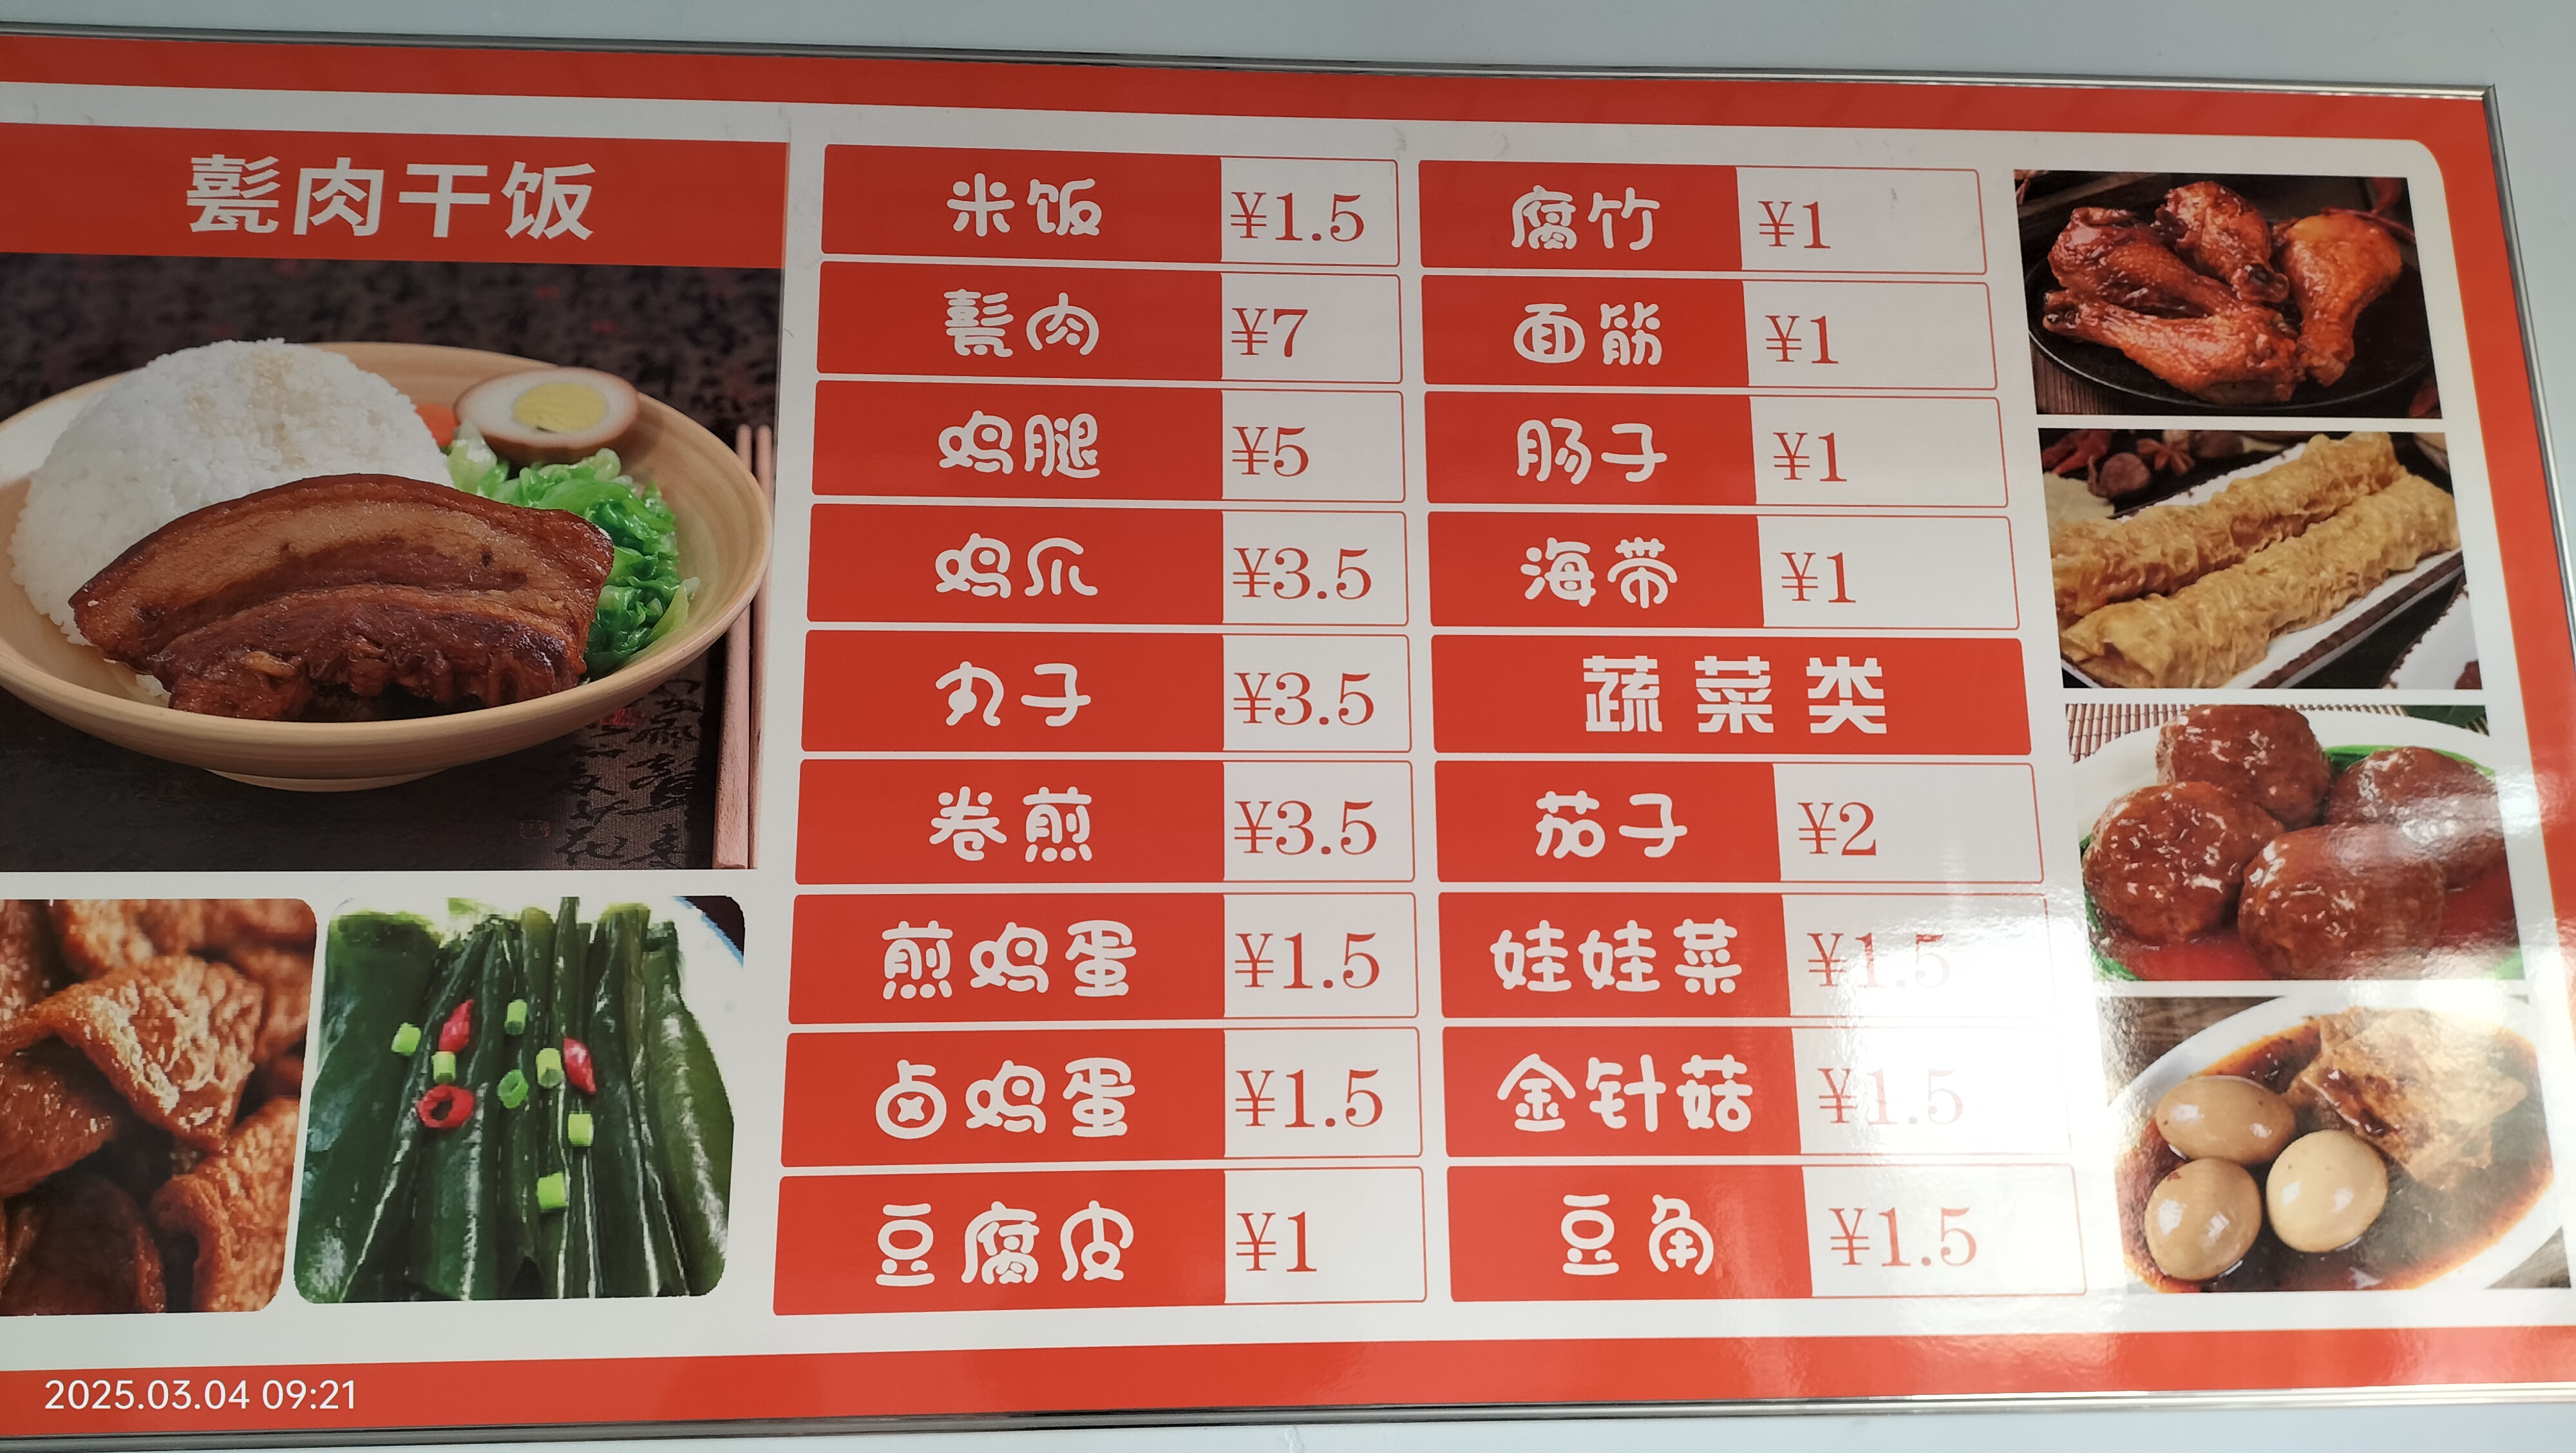 甏肉干饭
米饭 ¥1.5
甏肉 ¥7
鸡腿 ¥5
鸡爪 ¥3.5
丸子 ¥3.5
卷煎 ¥3.5
煎鸡蛋 ¥1.5
卤鸡蛋 ¥1.5
豆腐皮 ¥1
腐竹 ¥1
面筋 ¥1
肠子 ¥1
海带 ¥1
蔬菜类
茄子 ¥2
娃娃菜 ¥1.5
金针菇 ¥1.5
豆角 ¥1.5
2025.03.04 09:21